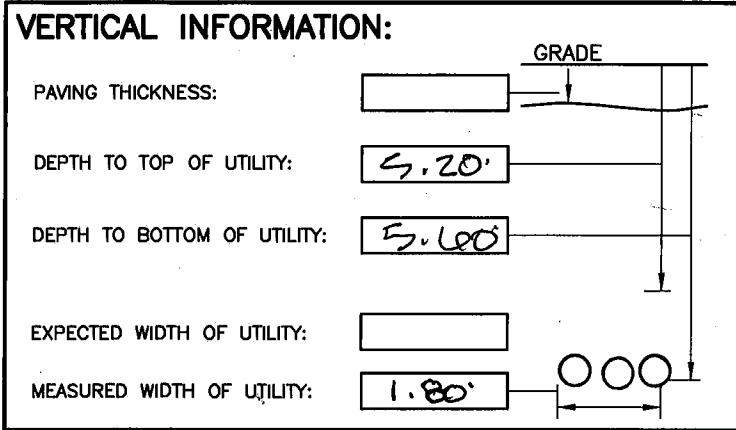 VERTICAL INFORMATION:
GRADE
PAVING THICKNESS:
DEPTH TO TOP OF UTILITY: 5.20'
DEPTH TO BOTTOM OF UTILITY: 5.60'
EXPECTED WIDTH OF UTILITY:
MEASURED WIDTH OF UTILITY: 1.80'